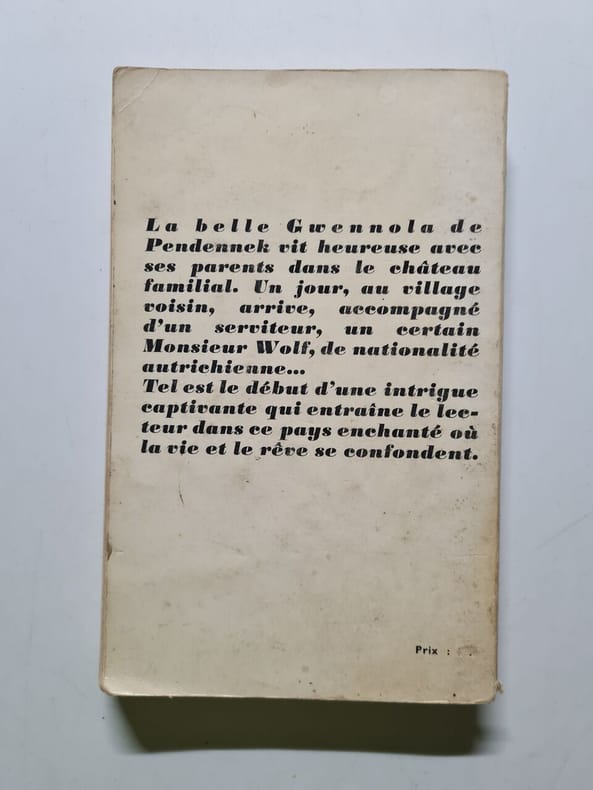 La belle Gwennola de
Pendennek vit heureuse avec
ses parents dans le château
familial. Un jour, au village
voisin, arrive, accompagné
d'un serviteur, un certain
Monsieur Wolf, de nationalité
autrichienne...
Tel est le début d'une intrigue
captivante qui entraîne le lec-
teur dans ce pays enchanté où
la vie et le rêve se confondent.
Prix :